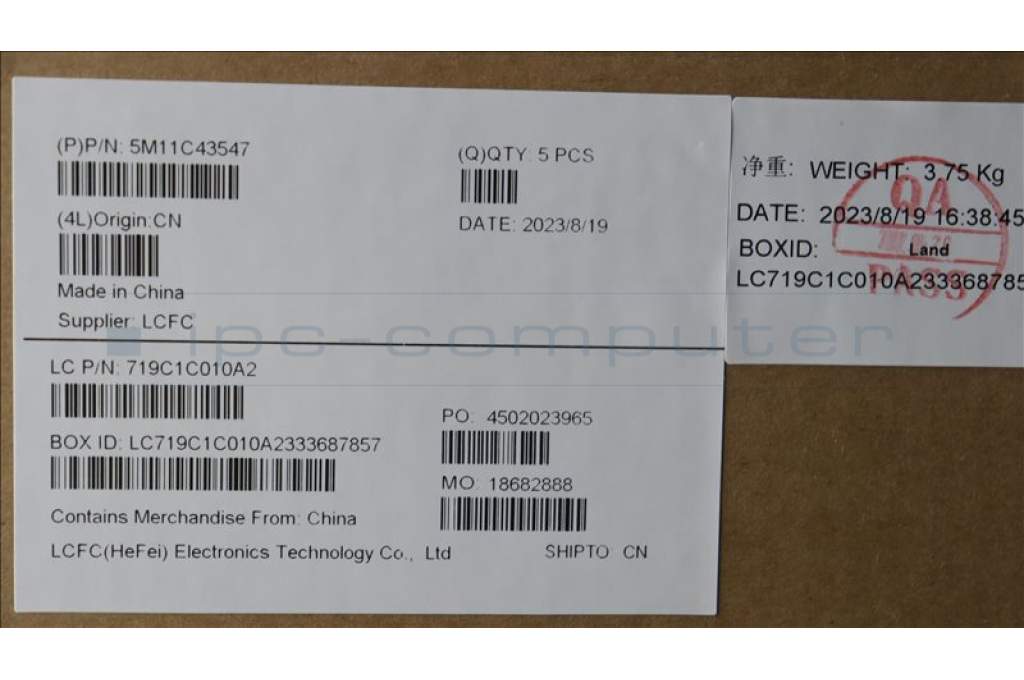 (P)P/N: 5M11C43547
(Q)QTY: 5 PCS
(4L)Origin:CN
DATE: 2023/8/19
Made in China
Supplier: LCFC
LC P/N: 719C1C010A2
PO: 4502023965
BOX ID: LC719C1C010A2333687857
MO: 18682888
Contains Merchandise From: China
LCFC(HeFei) Electronics Technology Co., Ltd
SHIPTO: CN
净重: WEIGHT: 3.75 Kg
DATE: 2023/8/19 16:38:45
BOXID: Land
LC719C1C010A233368785
QA
PASS
ipc-computer